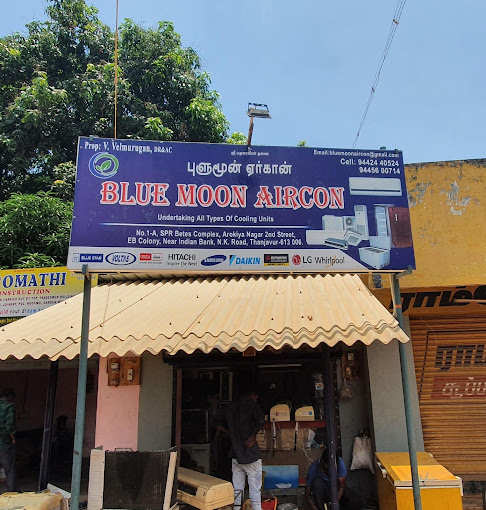 Prop: V. Velmurugan, DR&AC
Email:bluemoonaircon@gmail.com
Cell: 94424 40524
94456 00714
புளுமூன் ஏர்கான்
BLUE MOON AIRCON
Undertaking All Types Of Cooling Units
No.1-A, SPR Betes Complex, Arokiya Nagar 2nd Street,
EB Colony, Near Indian Bank, N.K. Road, Thanjavur-613 006.
BLUE STAR VOLTAS HITACHI SAMSUNG DAIKIN LG Whirlpool
OMATHI
CONSTRUCTION